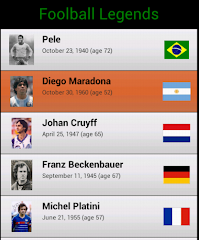 Foolball Legends
Pele
October 23, 1940 (age 72)
Diego Maradona
October 30, 1960 (age 52)
Johan Cruyff
April 25, 1947 (age 65)
Franz Beckenbauer
September 11, 1945 (age 67)
Michel Platini
June 21, 1955 (age 57)